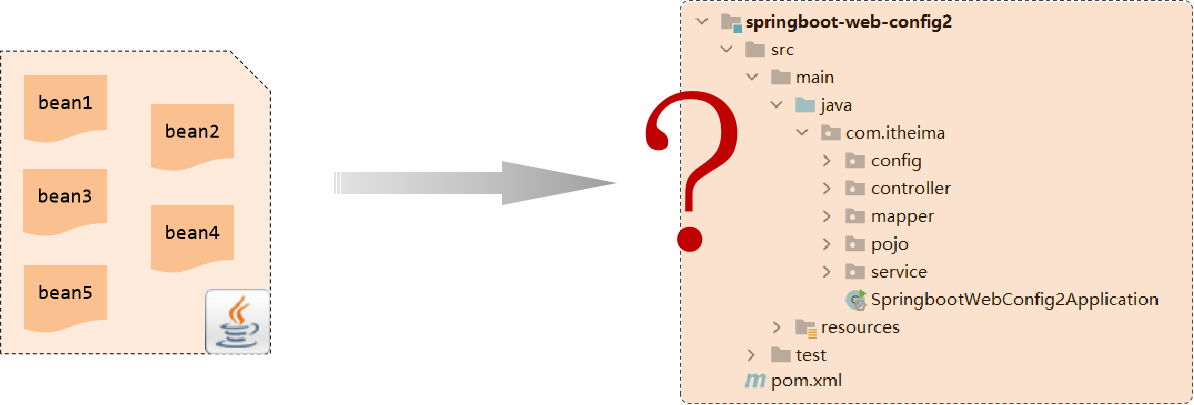 bean1
bean2
bean3
bean4
bean5
?
springboot-web-config2
src
main
java
com.itheima
config
controller
mapper
pojo
service
SpringbootWebConfig2Application
resources
test
m pom.xml